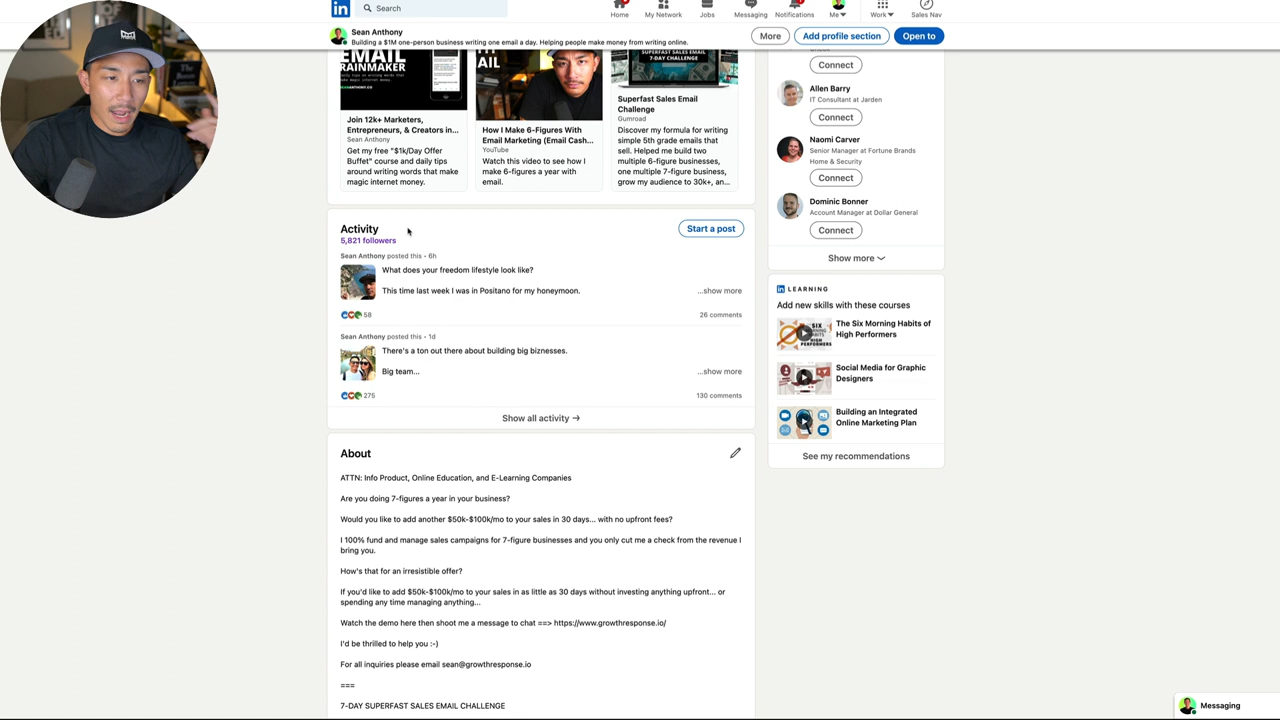 Search
Home
My Network
Jobs
Messaging
Notifications
Me
Work
Sales Nav
Sean Anthony
Building a $1M one-person business writing one email a day. Helping people make money from writing online.
More
Add profile section
Open to
EMAIL
RAINMAKER
SUPERFAST SALES EMAIL
7-DAY CHALLENGE
Join 12k+ Marketers,
Entrepreneurs, & Creators in...
Sean Anthony
Get my free "$1k/Day Offer
Buffet" course and daily tips
around writing words that make
magic internet money.
How I Make 6-Figures With
Email Marketing (Email Cash...
YouTube
Watch this video to see how I
make 6-figures a year with
email.
Superfast Sales Email
Challenge
Gumroad
Discover my formula for writing
simple 5th grade emails that
sell. Helped me build two
multiple 6-figure businesses,
one multiple 7-figure business,
grow my audience to 30k+, an...
Activity
5,821 followers
Start a post
Sean Anthony posted this • 6h
What does your freedom lifestyle look like?
This time last week I was in Positano for my honeymoon.
...show more
58
26 comments
Sean Anthony posted this • 1d
There's a ton out there about building big biznesses.
Big team...
...show more
275
130 comments
Show all activity →
About
ATTN: Info Product, Online Education, and E-Learning Companies
Are you doing 7-figures a year in your business?
Would you like to add another $50k-$100k/mo to your sales in 30 days... with no upfront fees?
I 100% fund and manage sales campaigns for 7-figure businesses and you only cut me a check from the revenue I
bring you.
How's that for an irresistible offer?
If you'd like to add $50k-$100k/mo to your sales in as little as 30 days without investing anything upfront... or
spending any time managing anything...
Watch the demo here then shoot me a message to chat ==> https://www.growthresponse.io/
I'd be thrilled to help you :-)
For all inquiries please email sean@growthresponse.io
===
7-DAY SUPERFAST SALES EMAIL CHALLENGE
Connect
Allen Barry
IT Consultant at Jarden
Connect
Naomi Carver
Senior Manager at Fortune Brands
Home & Security
Connect
Dominic Bonner
Account Manager at Dollar General
Connect
Show more
in LEARNING
Add new skills with these courses
The Six Morning Habits of
High Performers
Social Media for Graphic
Designers
Building an Integrated
Online Marketing Plan
See my recommendations
Messaging